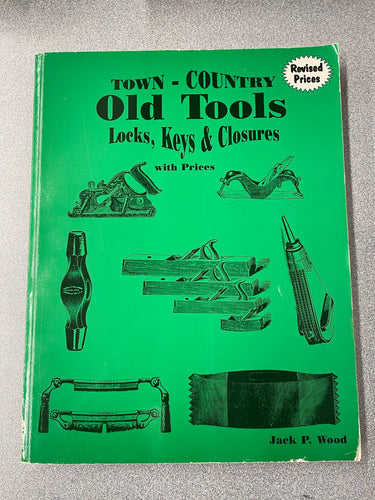 TOWN - COUNTRY
Old Tools
Locks, Keys & Closures
with Prices
Revised
Prices
Jack P. Wood